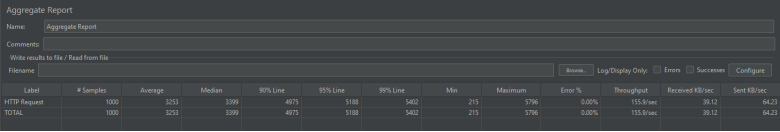 Aggregate Report
Name: Aggregate Report
Comments:
Write results to file / Read from file
Filename Browse... Log/Display Only: Errors Successes Configure
Label # Samples Average Median 90% Line 95% Line 99% Line Min Maximum Error % Throughput Received KB/sec Sent KB/sec
HTTP Request 1000 3253 3399 4975 5188 5402 215 5796 0.00% 155.9/sec 39.12 64.23
TOTAL 1000 3253 3399 4975 5188 5402 215 5796 0.00% 155.9/sec 39.12 64.23